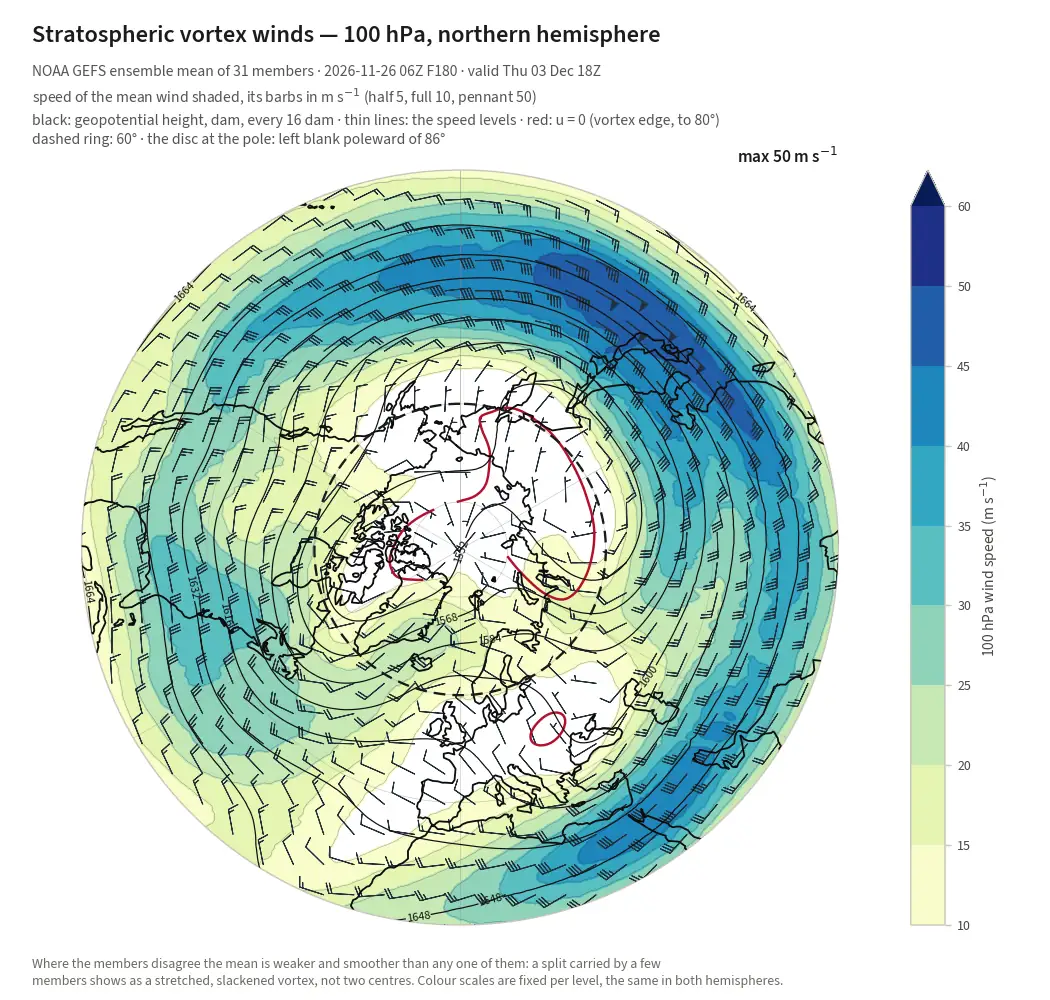 Stratospheric vortex winds — 100 hPa, northern hemisphere
NOAA GEFS ensemble mean of 31 members · 2026-11-26 06Z F180 · valid Thu 03 Dec 18Z
speed of the mean wind shaded, its barbs in m s⁻¹ (half 5, full 10, pennant 50)
black: geopotential height, dam, every 16 dam · thin lines: the speed levels · red: u = 0 (vortex edge, to 80°)
dashed ring: 60° · the disc at the pole: left blank poleward of 86°
max 50 m s⁻¹
1664
1664
1664
1632
1552
1568
1584
1600
1648
1648
60
50
45
40
35
30
25
20
15
10
100 hPa wind speed (m s⁻¹)
Where the members disagree the mean is weaker and smoother than any one of them: a split carried by a few
members shows as a stretched, slackened vortex, not two centres. Colour scales are fixed per level, the same in both hemispheres.